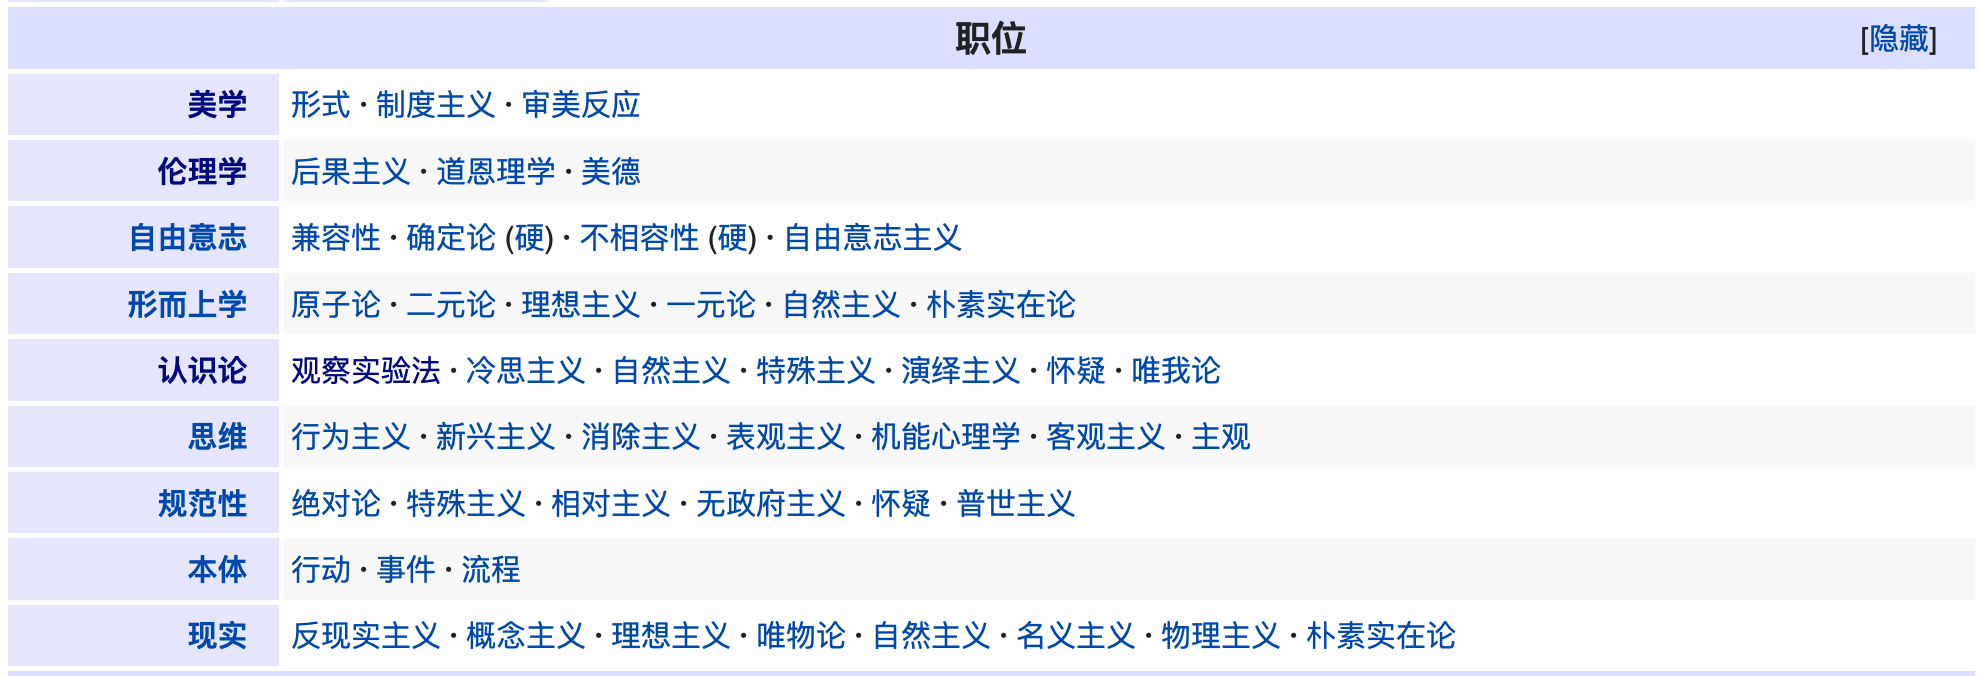 职位 [隐藏]
美学 形式 · 制度主义 · 审美反应
伦理学 后果主义 · 道恩理学 · 美德
自由意志 兼容性 · 确定论 (硬) · 不相容性 (硬) · 自由意志主义
形而上学 原子论 · 二元论 · 理想主义 · 一元论 · 自然主义 · 朴素实在论
认识论 观察实验法 · 冷思主义 · 自然主义 · 特殊主义 · 演绎主义 · 怀疑 · 唯我论
思维 行为主义 · 新兴主义 · 消除主义 · 表观主义 · 机能心理学 · 客观主义 · 主观
规范性 绝对论 · 特殊主义 · 相对主义 · 无政府主义 · 怀疑 · 普世主义
本体 行动 · 事件 · 流程
现实 反现实主义 · 概念主义 · 理想主义 · 唯物论 · 自然主义 · 名义主义 · 物理主义 · 朴素实在论